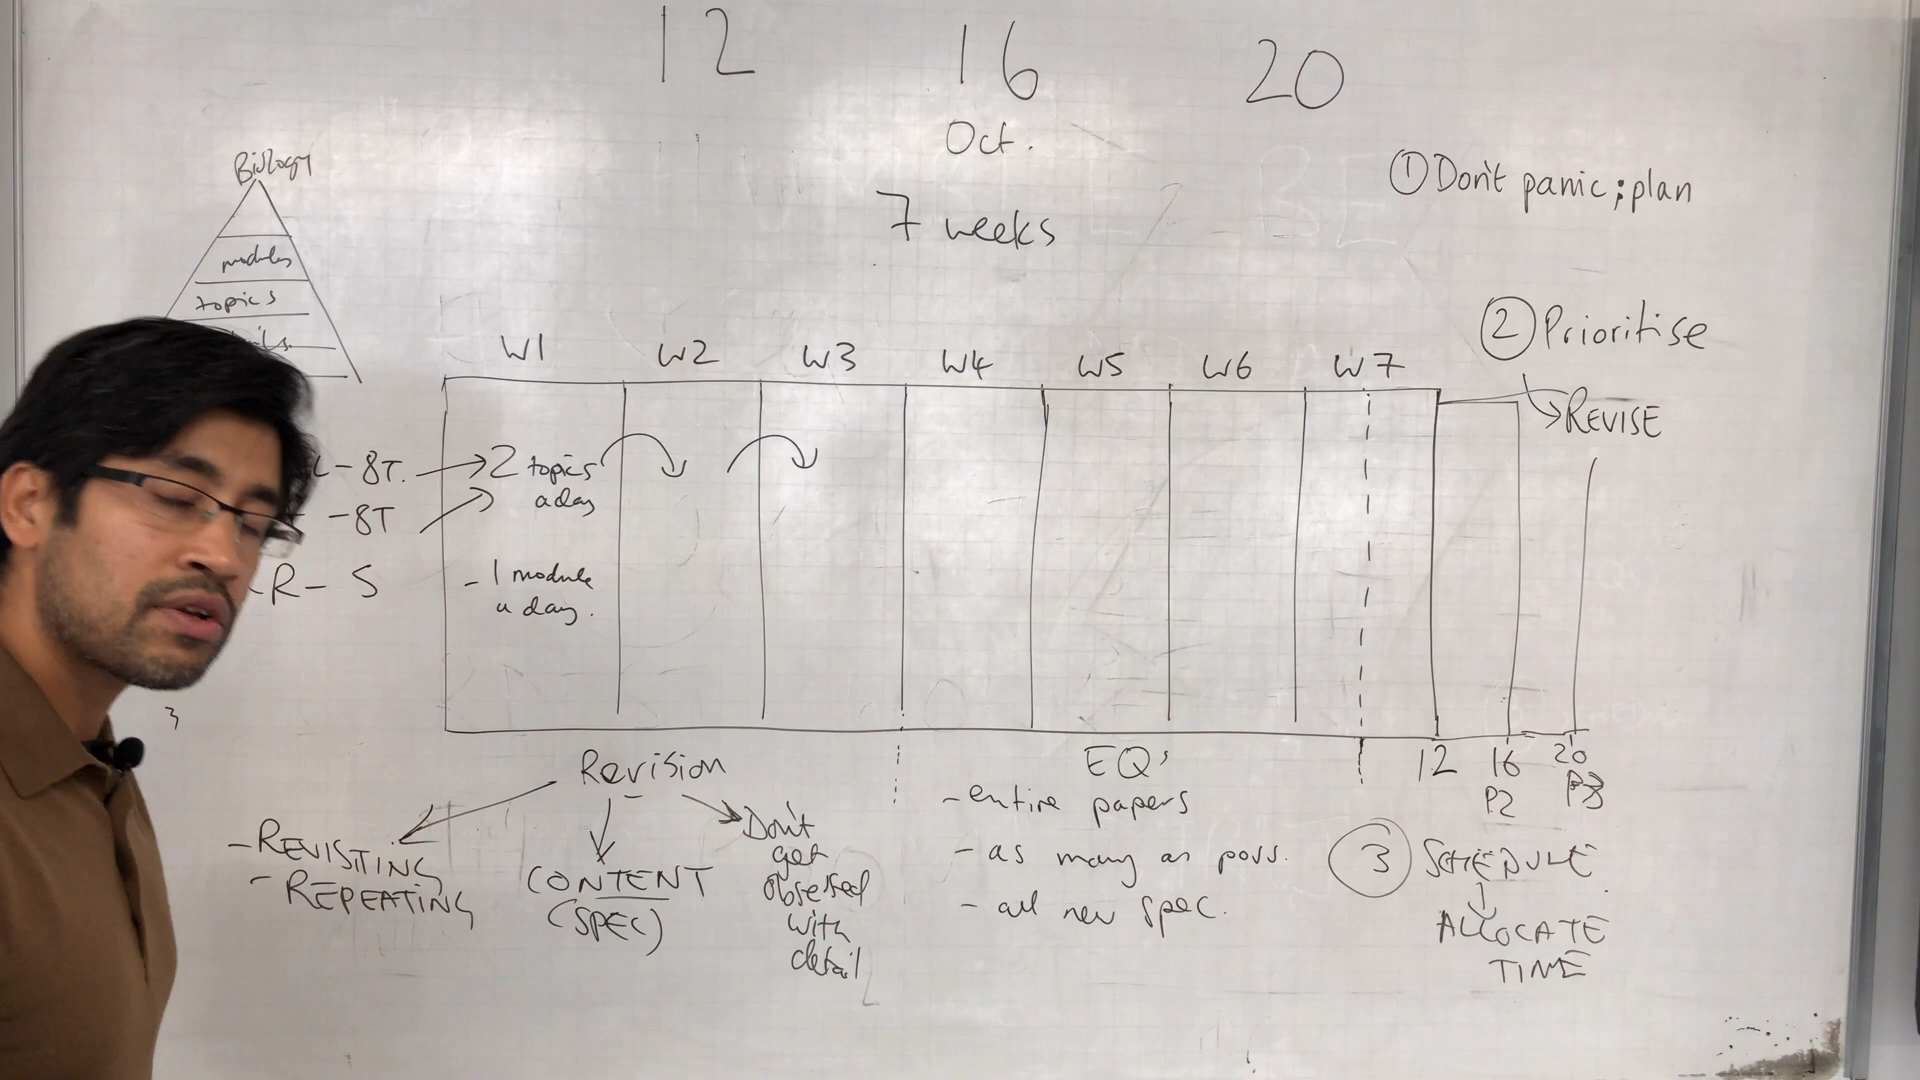 12 16 20
Oct.
7 weeks
① Don't panic; plan
Biology
modules
topics
② Prioritise
REVISE
W1 W2 W3 W4 W5 W6 W7
-8T. 2 topics
a day
-8T
R- S
- 1 module
a day.
3
12 16 20
P2 P3
Revision
- REVISTING
- REPEATING
CONTENT
(SPEC)
Don't
get
obsessed
with
detail
EQ'
- entire papers
- as many as poss.
- all new spec.
③ SCHEDULE
ALLOCATE
TIME